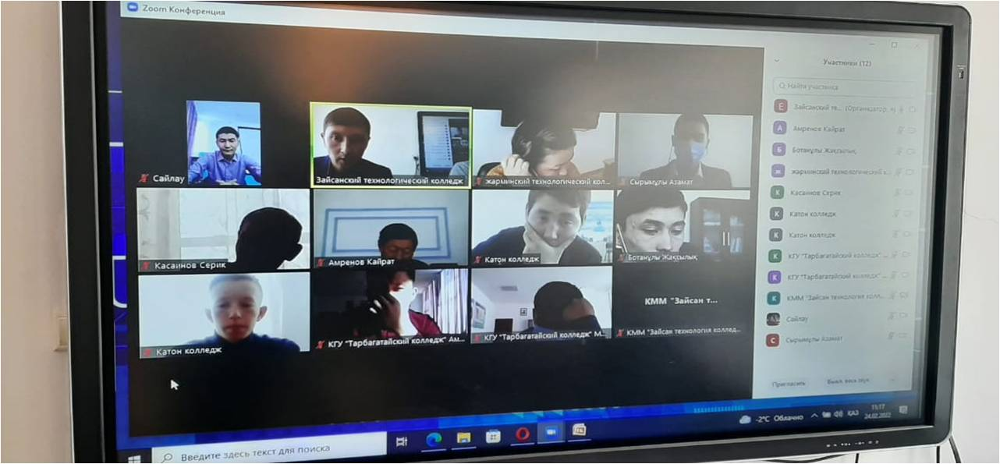 Zoom Конференция
Участники (12)
Найти участника
Сайлау
Зайсанский технологический колледж
жарминский технологический кол...
Сырымұлы Азамат
Касаинов Серик
Амренов Кайрат
Катон колледж
Ботанұлы Жақсылық
Катон колледж
КГУ "Тарбагатайский колледж" Ам...
КГУ "Тарбагатайский колледж" М...
КММ "Зайсан т...
КММ "Зайсан технология коллед...
Е Зайсанский те... (Организатор, я)
А Амренов Кайрат
Б Ботанұлы Жақсылық
Ж жарминский технологический к...
К Касаинов Серик
К Катон колледж
К Катон колледж
К КГУ "Тарбагатайский колледж" ...
К КГУ "Тарбагатайский колледж" ...
К КММ "Зайсан технология колл...
Сайлау
С Сырымұлы Азамат
Пригласить Выкл. весь звук ...
Введите здесь текст для поиска
-2°C Облачно ҚАЗ 15:17
24.02.2022